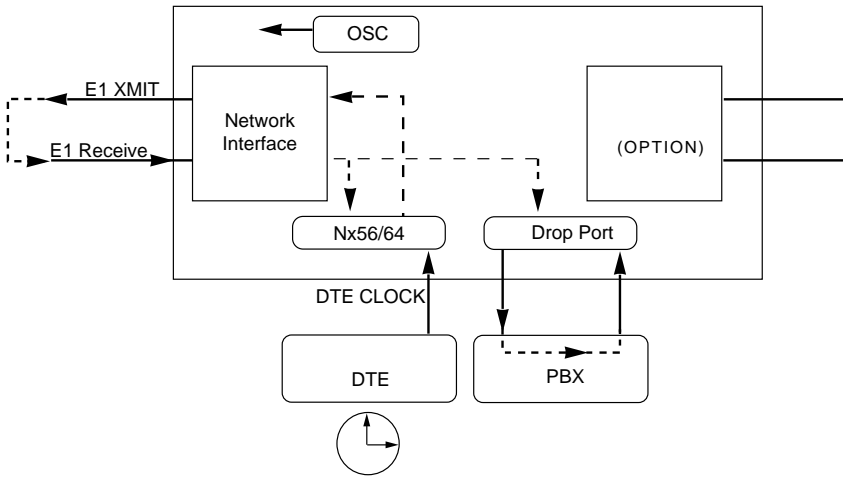 OSC
E1 XMIT
Network
Interface
E1 Receive
(OPTION)
Nx56/64
Drop Port
DTE CLOCK
DTE
PBX